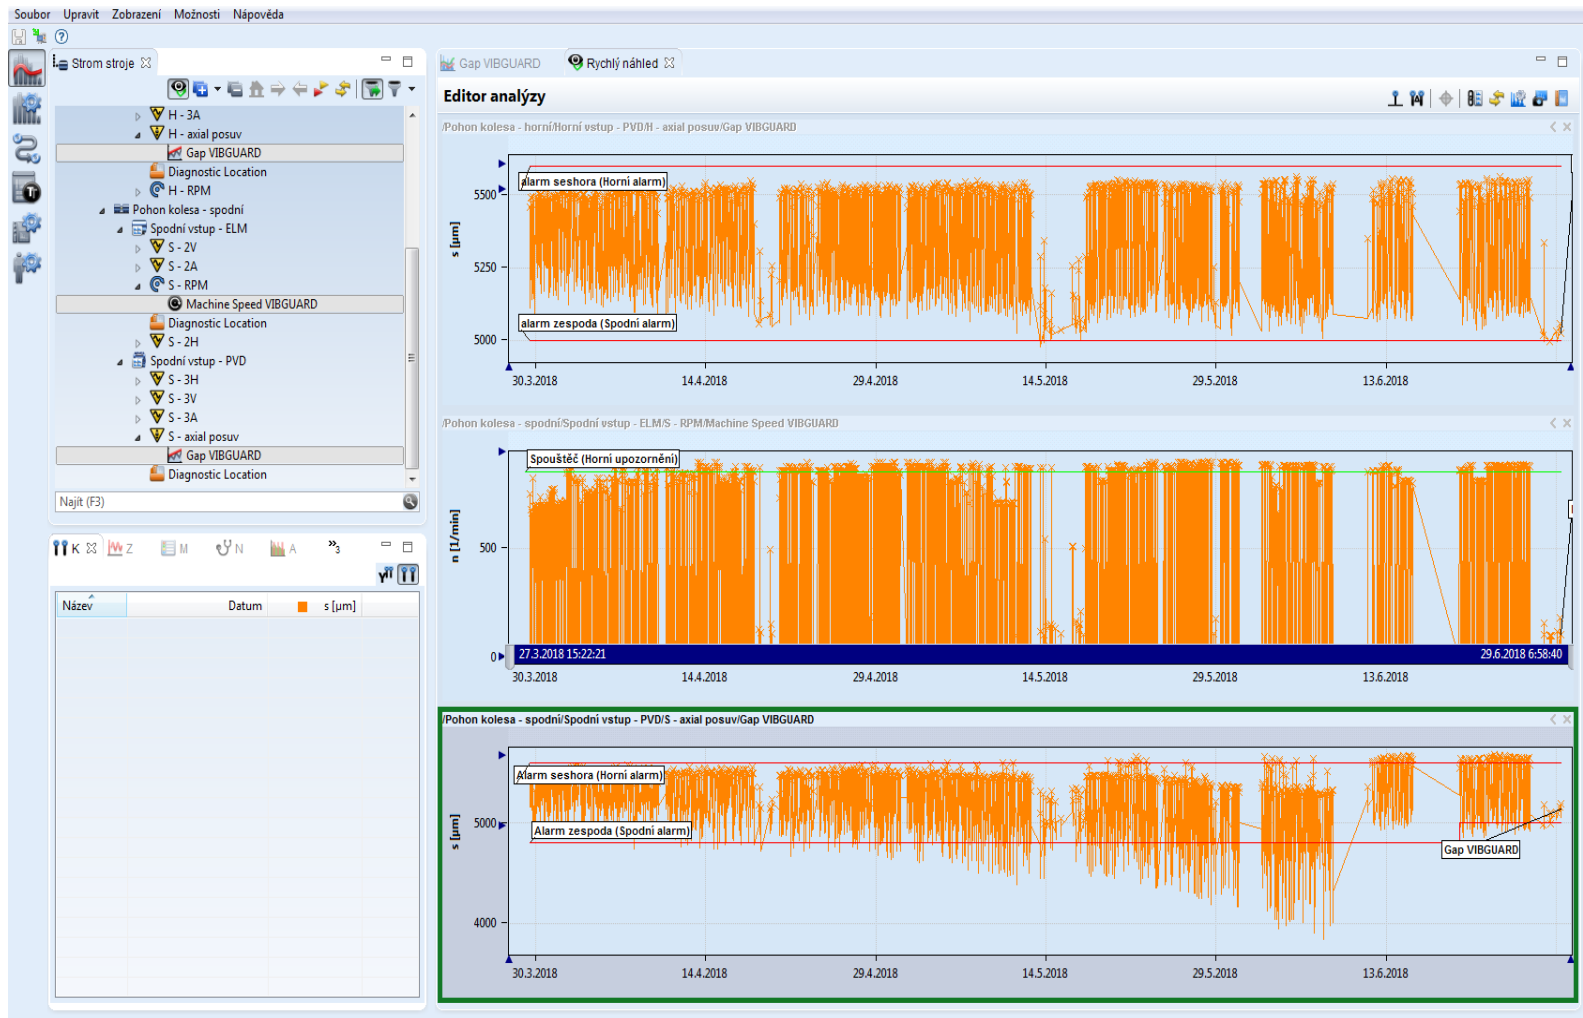 Soubor Upravit Zobrazení Možnosti Nápověda
Strom stroje
H - 3A
H - axial posuv
Gap VIBGUARD
Diagnostic Location
H - RPM
Pohon kolesa - spodní
Spodní vstup - ELM
S - 2V
S - 2A
S - RPM
Machine Speed VIBGUARD
Diagnostic Location
S - 2H
Spodní vstup - PVD
S - 3H
S - 3V
S - 3A
S - axial posuv
Gap VIBGUARD
Diagnostic Location
Najít (F3)
K Z M N A »3
Název Datum s [µm]
Gap VIBGUARD Rychlý náhled
Editor analýzy
/Pohon kolesa - horní/Horní vstup - PVD/H - axial posuv/Gap VIBGUARD
alarm seshora (Horní alarm)
5500
s [µm]
5250
alarm zespoda (Spodní alarm)
5000
30.3.2018 14.4.2018 29.4.2018 14.5.2018 29.5.2018 13.6.2018
/Pohon kolesa - spodní/Spodní vstup - ELM/S - RPM/Machine Speed VIBGUARD
Spouštěč (Horní upozornění)
n [1/min]
500
0
27.3.2018 15:22:21 29.6.2018 6:58:40
30.3.2018 14.4.2018 29.4.2018 14.5.2018 29.5.2018 13.6.2018
/Pohon kolesa - spodní/Spodní vstup - PVD/S - axial posuv/Gap VIBGUARD
Alarm seshora (Horní alarm)
5000
s [µm]
Alarm zespoda (Spodní alarm)
Gap VIBGUARD
4000
30.3.2018 14.4.2018 29.4.2018 14.5.2018 29.5.2018 13.6.2018